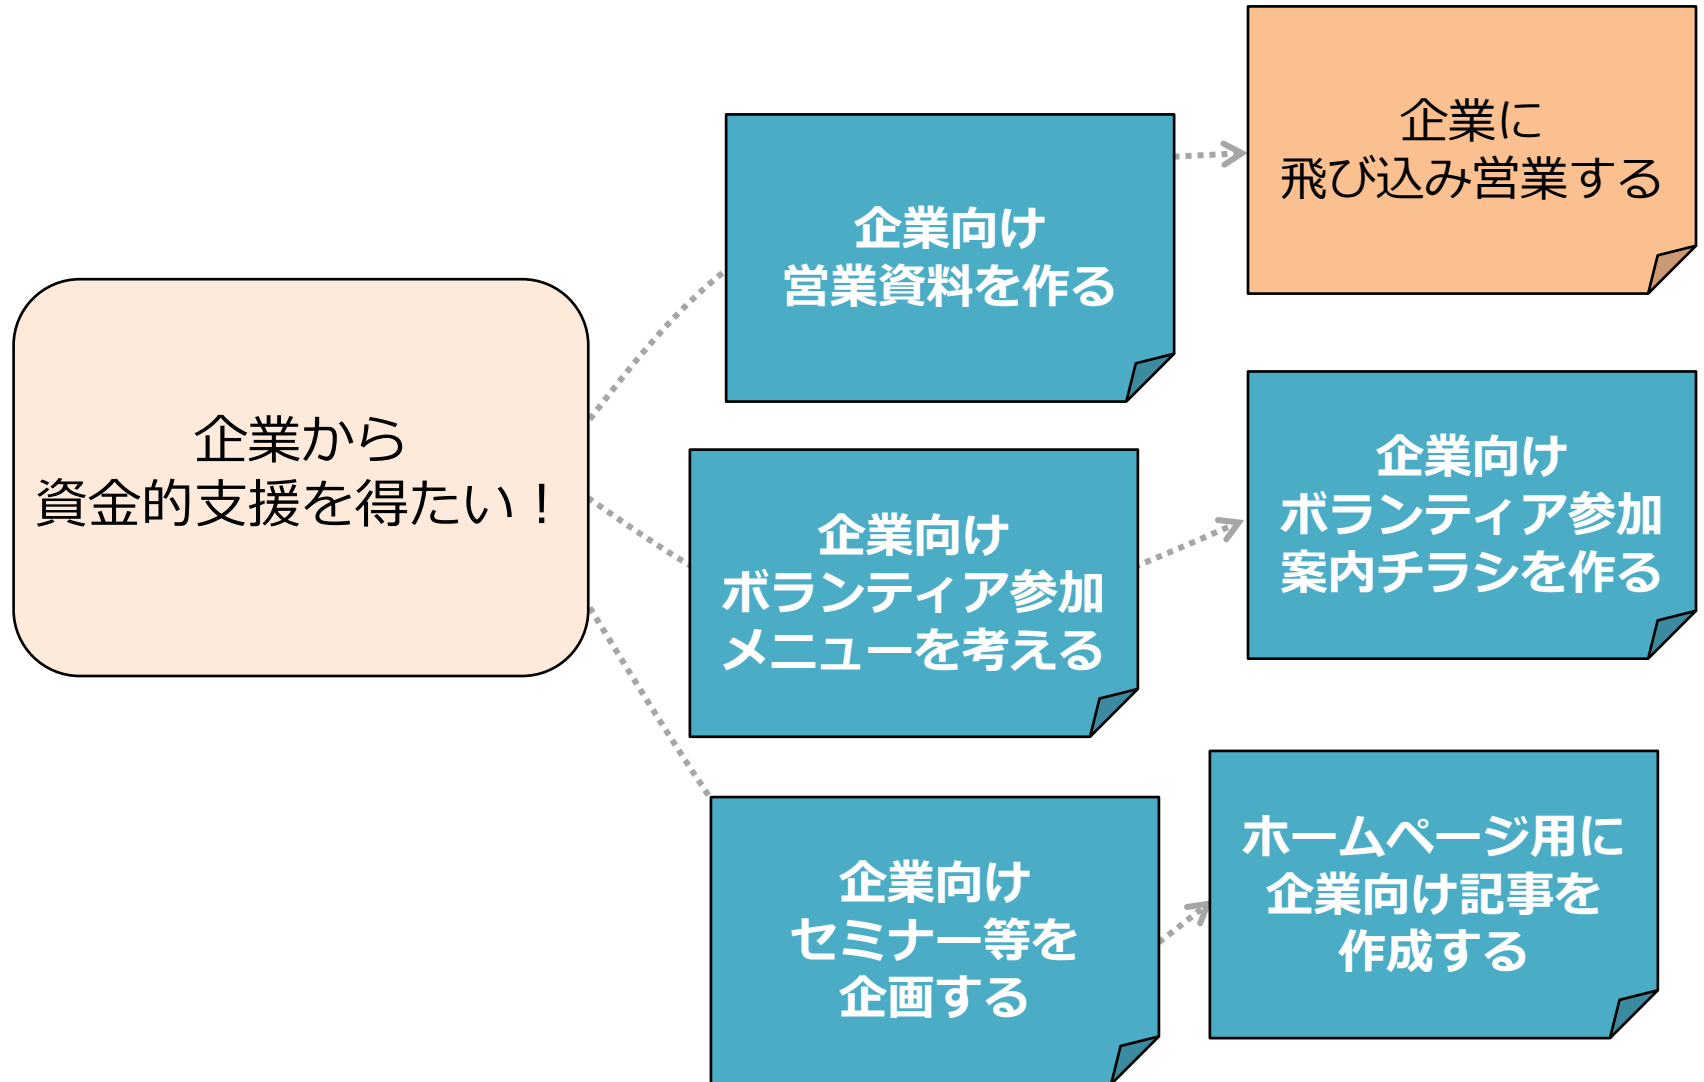 企業から
資金的支援を得たい！
企業向け
営業資料を作る
企業に
飛び込み営業する
企業向け
ボランティア参加
メニューを考える
企業向け
ボランティア参加
案内チラシを作る
企業向け
セミナー等を
企画する
ホームページ用に
企業向け記事を
作成する